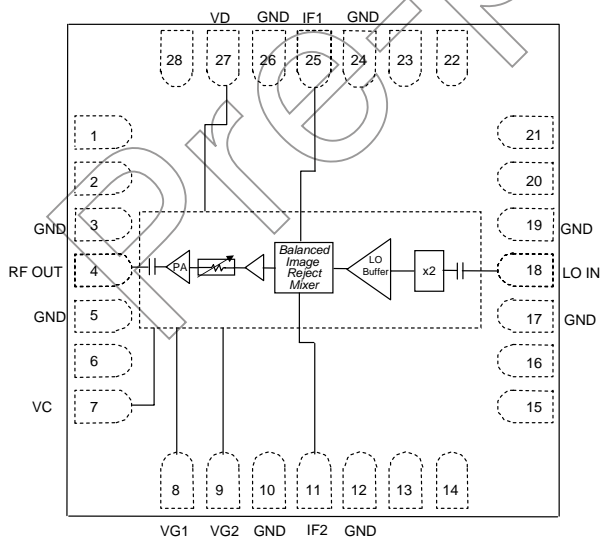 VD GND IF1 GND
28 27 26 25 24 23 22
1 21
2 20
GND 3 19 GND
RF OUT 4 PA Balanced Image Reject Mixer LO Buffer x2 18 LO IN
GND 5 17 GND
6 16
VC 7 15
8 9 10 11 12 13 14
VG1 VG2 GND IF2 GND
Pre-p